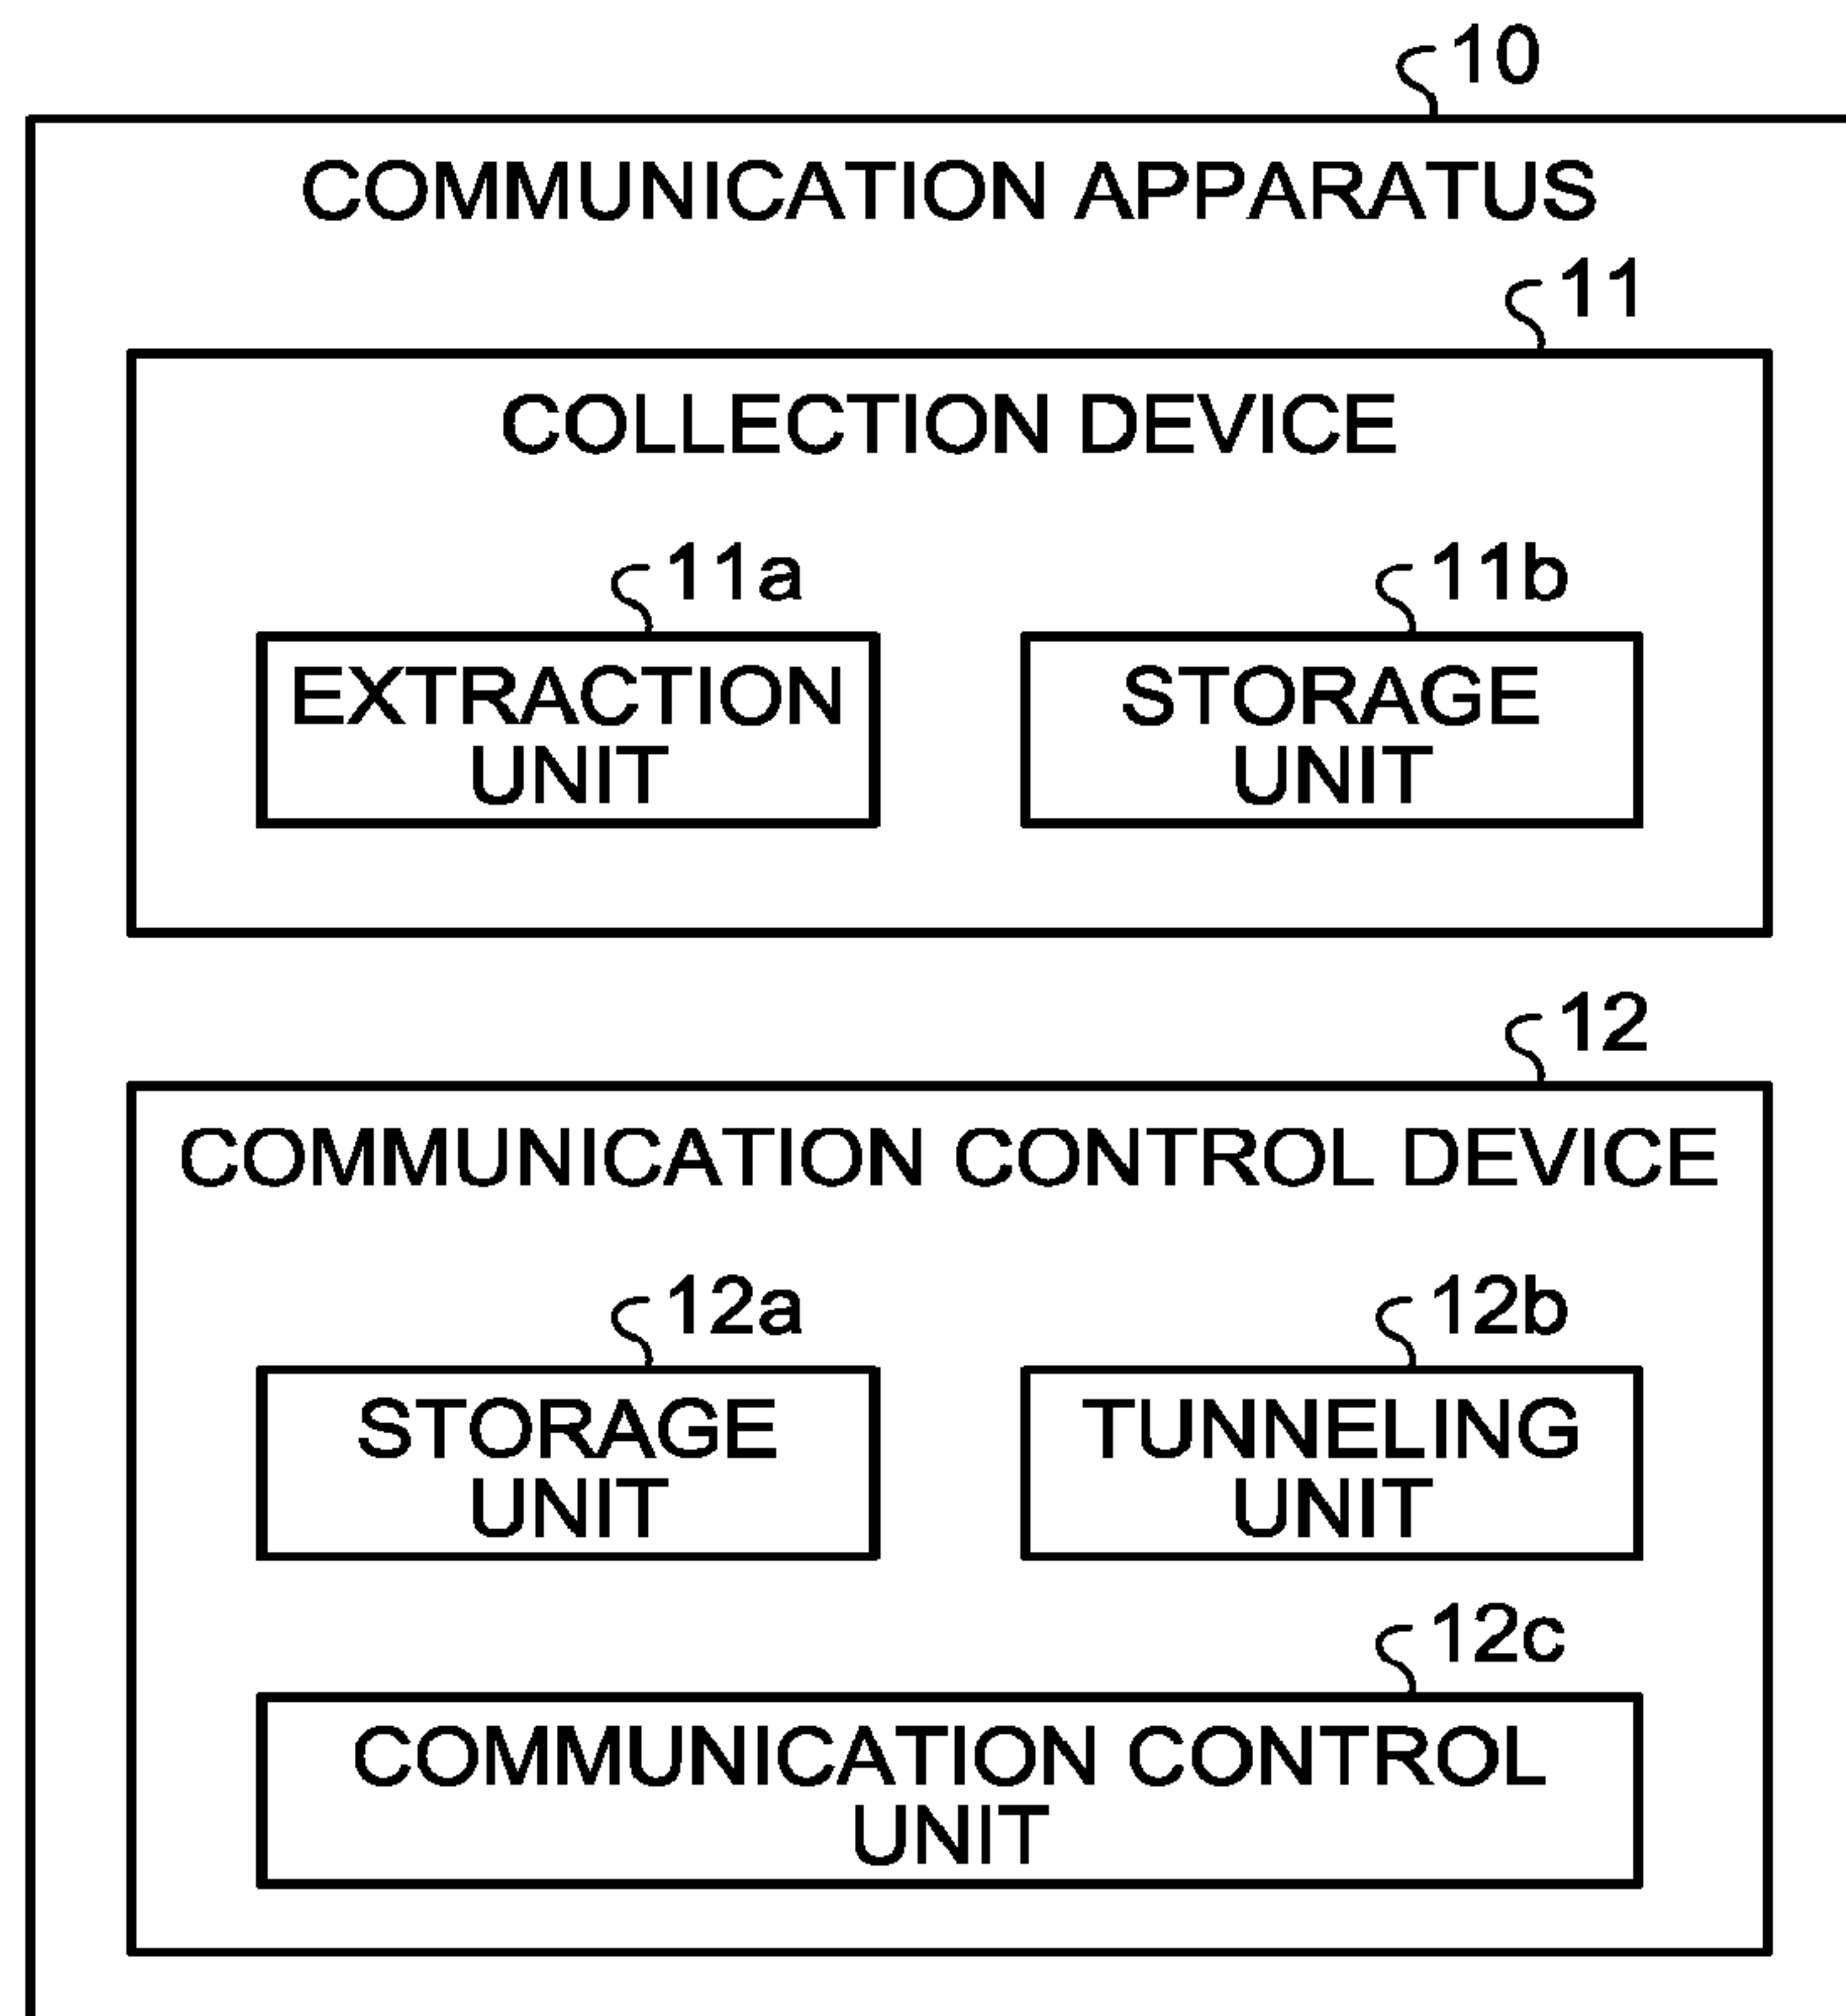 10
COMMUNICATION APPARATUS
11
COLLECTION DEVICE
11a
EXTRACTION
UNIT
11b
STORAGE
UNIT
12
COMMUNICATION CONTROL DEVICE
12a
STORAGE
UNIT
12b
TUNNELING
UNIT
12c
COMMUNICATION CONTROL
UNIT